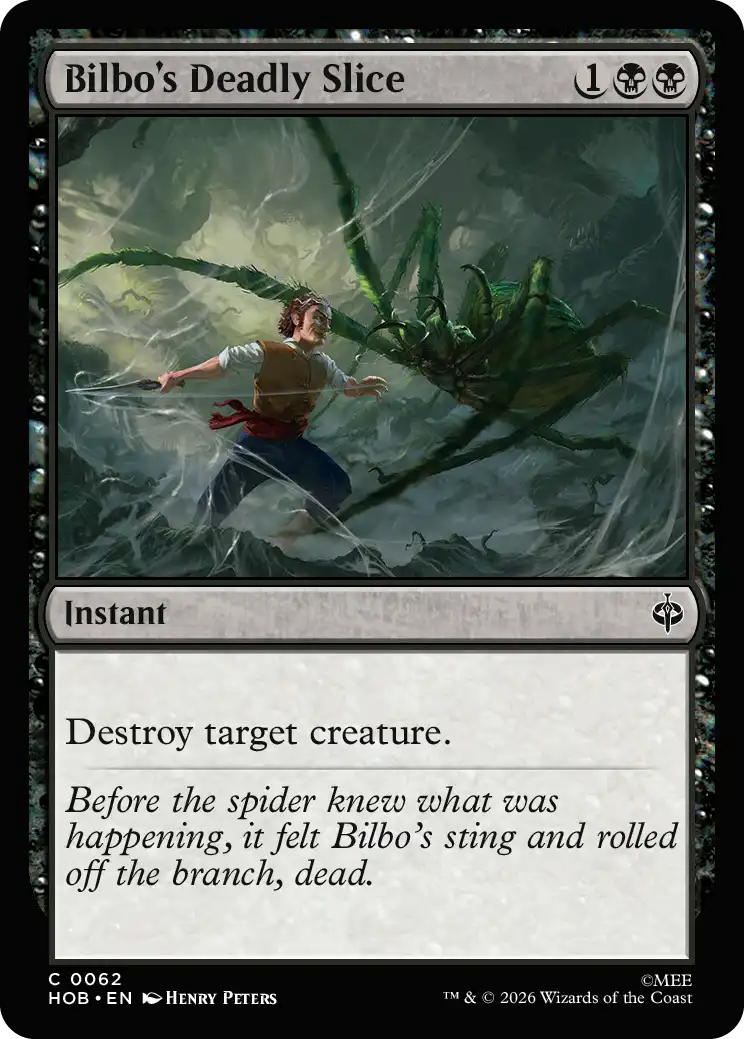 Bilbo's Deadly Slice 1
Instant
Destroy target creature.
Before the spider knew what was
happening, it felt Bilbo's sting and rolled
off the branch, dead.
C 0062
HOB • EN Henry Peters
©MEE
™ & © 2026 Wizards of the Coast